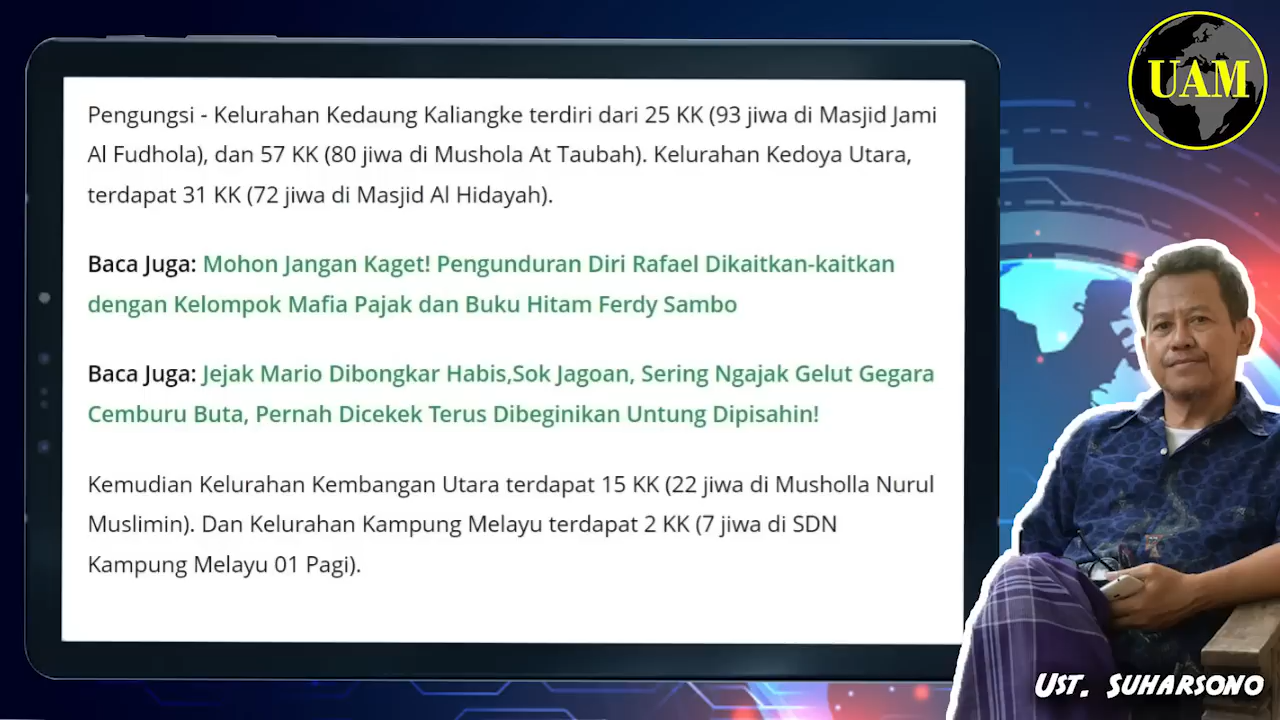 Pengungsi - Kelurahan Kedaung Kaliangke terdiri dari 25 KK (93 jiwa di Masjid Jami
Al Fudhola), dan 57 KK (80 jiwa di Mushola At Taubah). Kelurahan Kedoya Utara,
terdapat 31 KK (72 jiwa di Masjid Al Hidayah).
Baca Juga: Mohon Jangan Kaget! Pengunduran Diri Rafael Dikaitkan-kaitkan
dengan Kelompok Mafia Pajak dan Buku Hitam Ferdy Sambo
Baca Juga: Jejak Mario Dibongkar Habis,Sok Jagoan, Sering Ngajak Gelut Gegara
Cemburu Buta, Pernah Dicekek Terus Dibeginikan Untung Dipisahin!
Kemudian Kelurahan Kembangan Utara terdapat 15 KK (22 jiwa di Musholla Nurul
Muslimin). Dan Kelurahan Kampung Melayu terdapat 2 KK (7 jiwa di SDN
Kampung Melayu 01 Pagi).
UAM
Ust. Suharsono